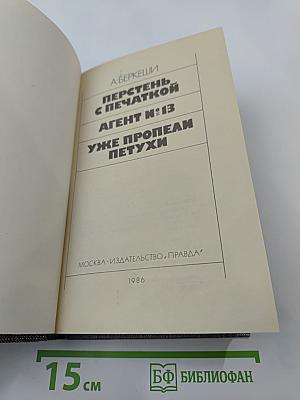 А. БЕРКЕШИ
ПЕРСТЕНЬ
С ПЕЧАТКОЙ
АГЕНТ № 13
УЖЕ ПРОПЕЛИ
ПЕТУХИ
МОСКВА · ИЗДАТЕЛЬСТВО „ПРАВДА"
1986
15 см
БФ БИБЛИОФАН